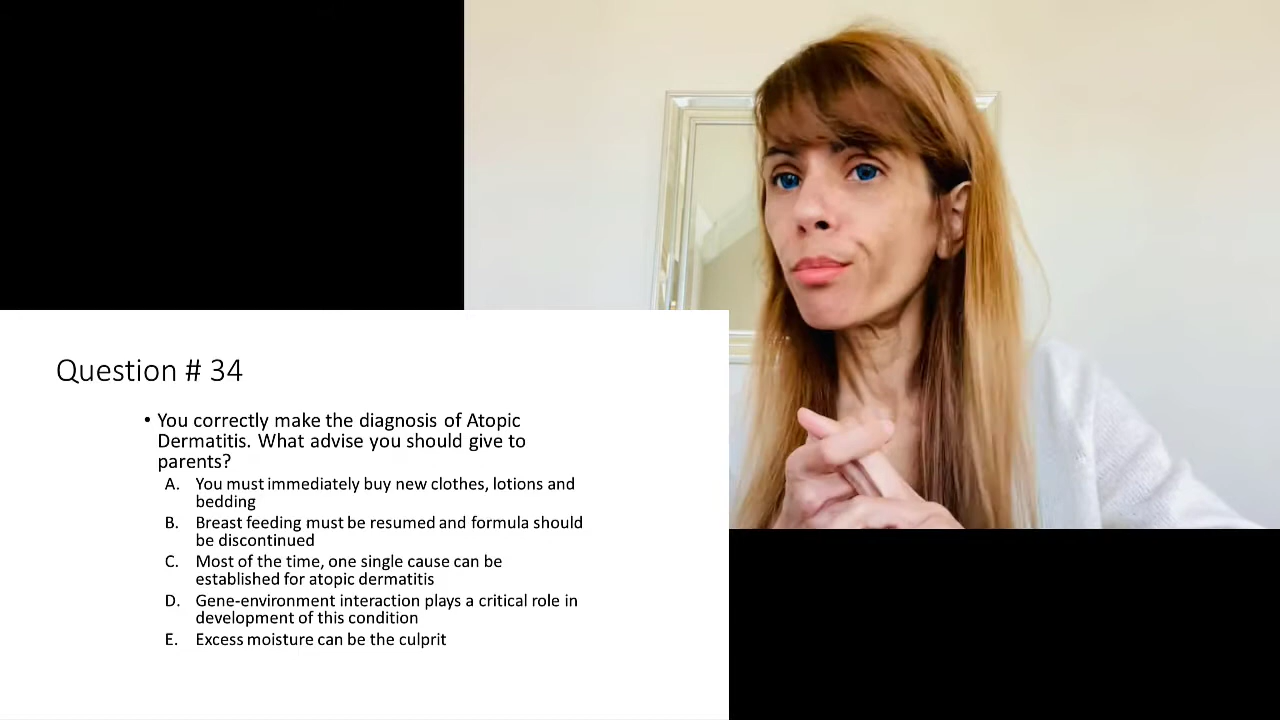 Question # 34
• You correctly make the diagnosis of Atopic
Dermatitis. What advise you should give to
parents?
A. You must immediately buy new clothes, lotions and
bedding
B. Breast feeding must be resumed and formula should
be discontinued
C. Most of the time, one single cause can be
established for atopic dermatitis
D. Gene-environment interaction plays a critical role in
development of this condition
E. Excess moisture can be the culprit